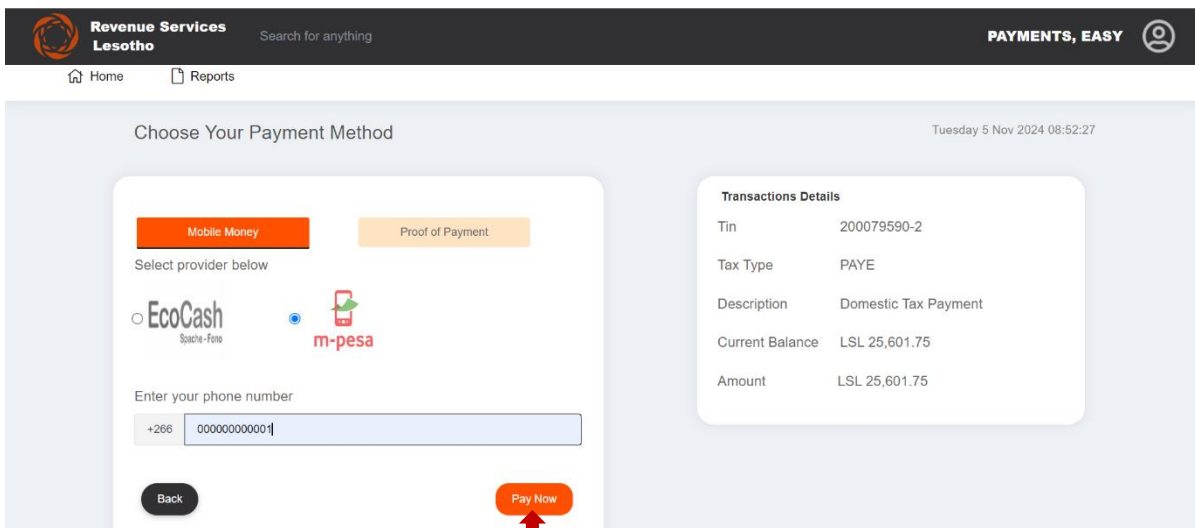 Revenue Services
Lesotho
Search for anything
PAYMENTS, EASY
Home
Reports
Choose Your Payment Method
Tuesday 5 Nov 2024 08:52:27
Mobile Money
Proof of Payment
Select provider below
EcoCash
Spache-Fono
m-pesa
Enter your phone number
+266 000000000001
Back
Pay Now
Transactions Details
Tin 200079590-2
Tax Type PAYE
Description Domestic Tax Payment
Current Balance LSL 25,601.75
Amount LSL 25,601.75